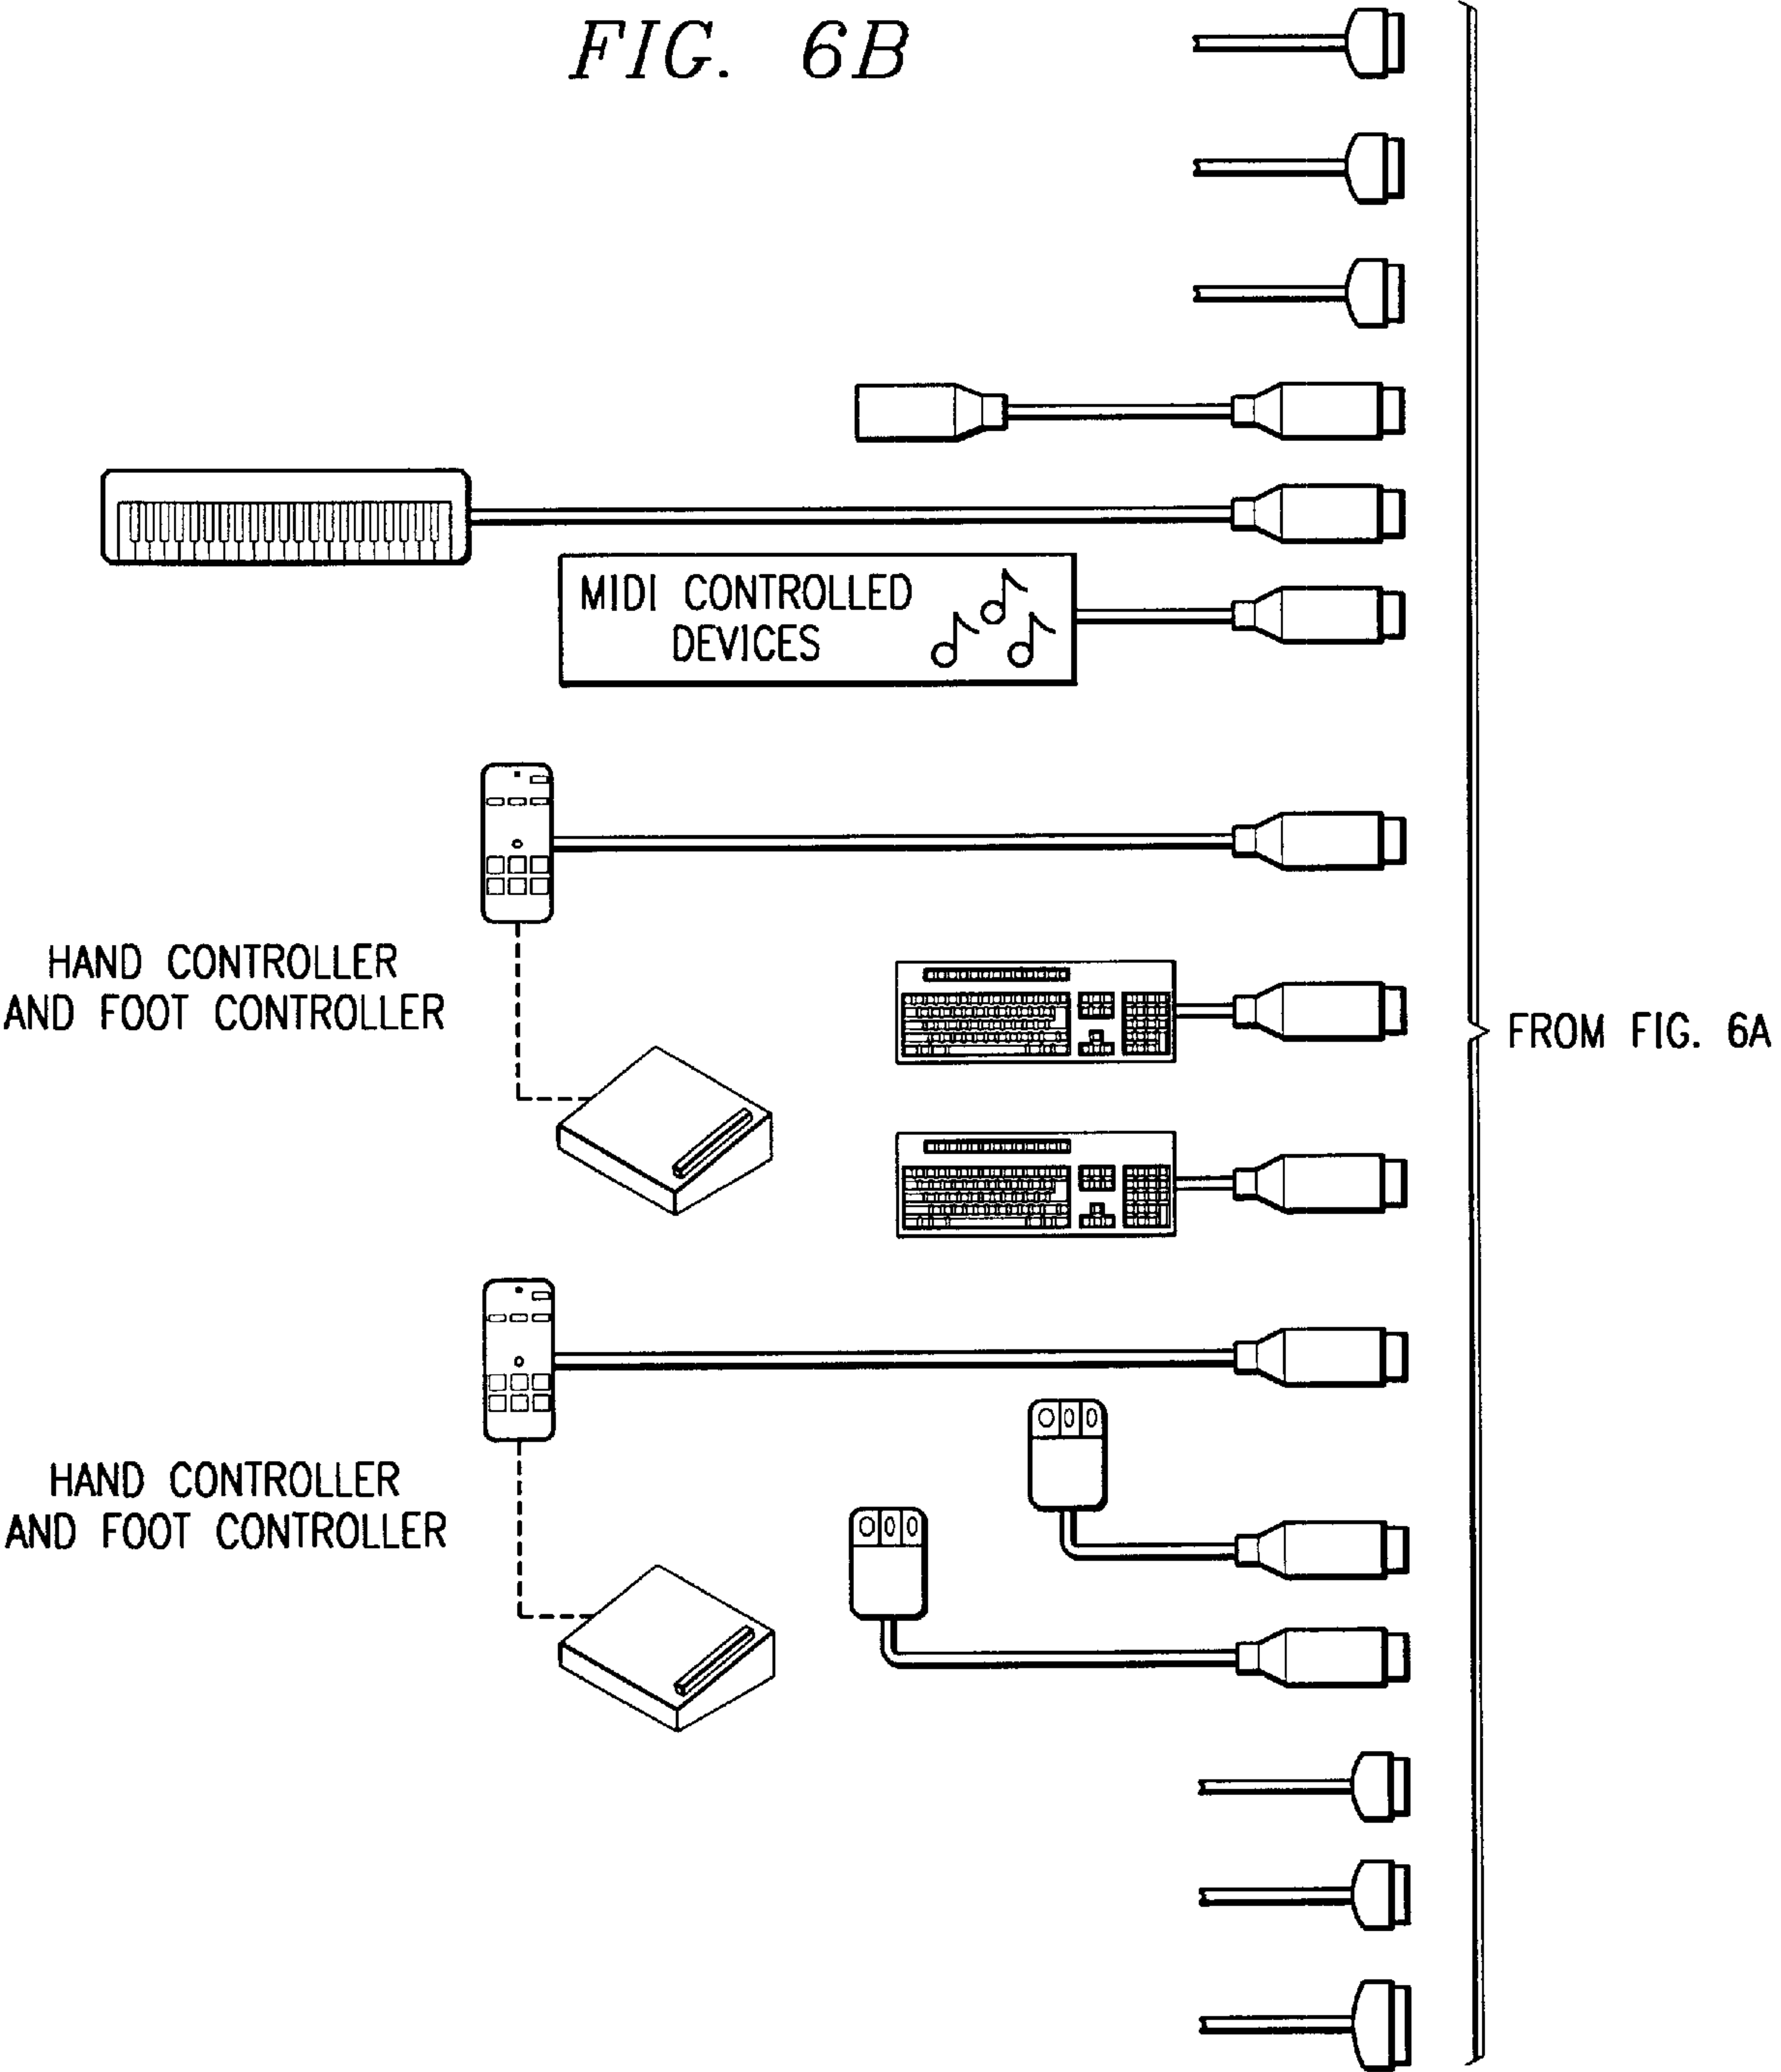 FIG. 6B
MIDI CONTROLLED
DEVICES
HAND CONTROLLER
AND FOOT CONTROLLER
FROM FIG. 6A
HAND CONTROLLER
AND FOOT CONTROLLER